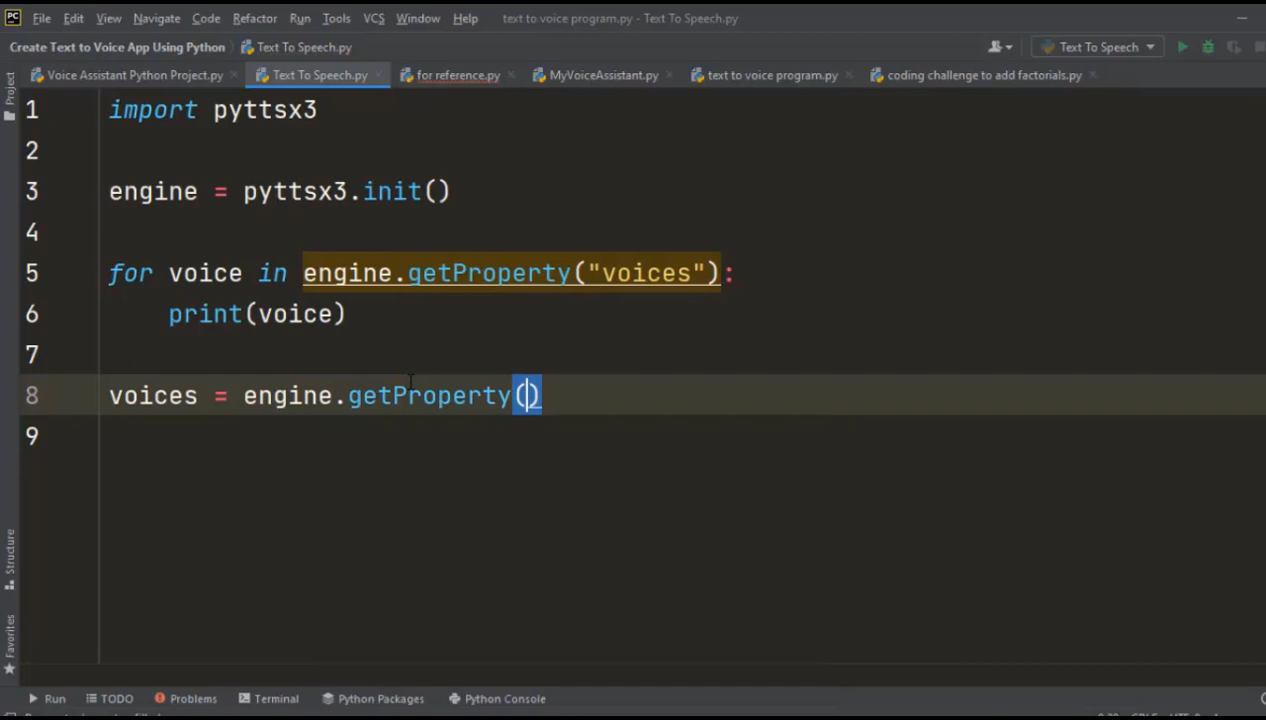 PC File Edit View Navigate Code Refactor Run Tools VCS Window Help text to voice program.py - Text To Speech.py
Create Text to Voice App Using Python Text To Speech.py Text To Speech
Voice Assistant Python Project.py Text To Speech.py for reference.py MyVoiceAssistant.py text to voice program.py coding challenge to add factorials.py
Project
1 import pyttsx3
2
3 engine = pyttsx3.init()
4
5 for voice in engine.getProperty("voices"):
6 print(voice)
7
8 voices = engine.getProperty()
9
Structure
Favorites
Run TODO Problems Terminal Python Packages Python Console